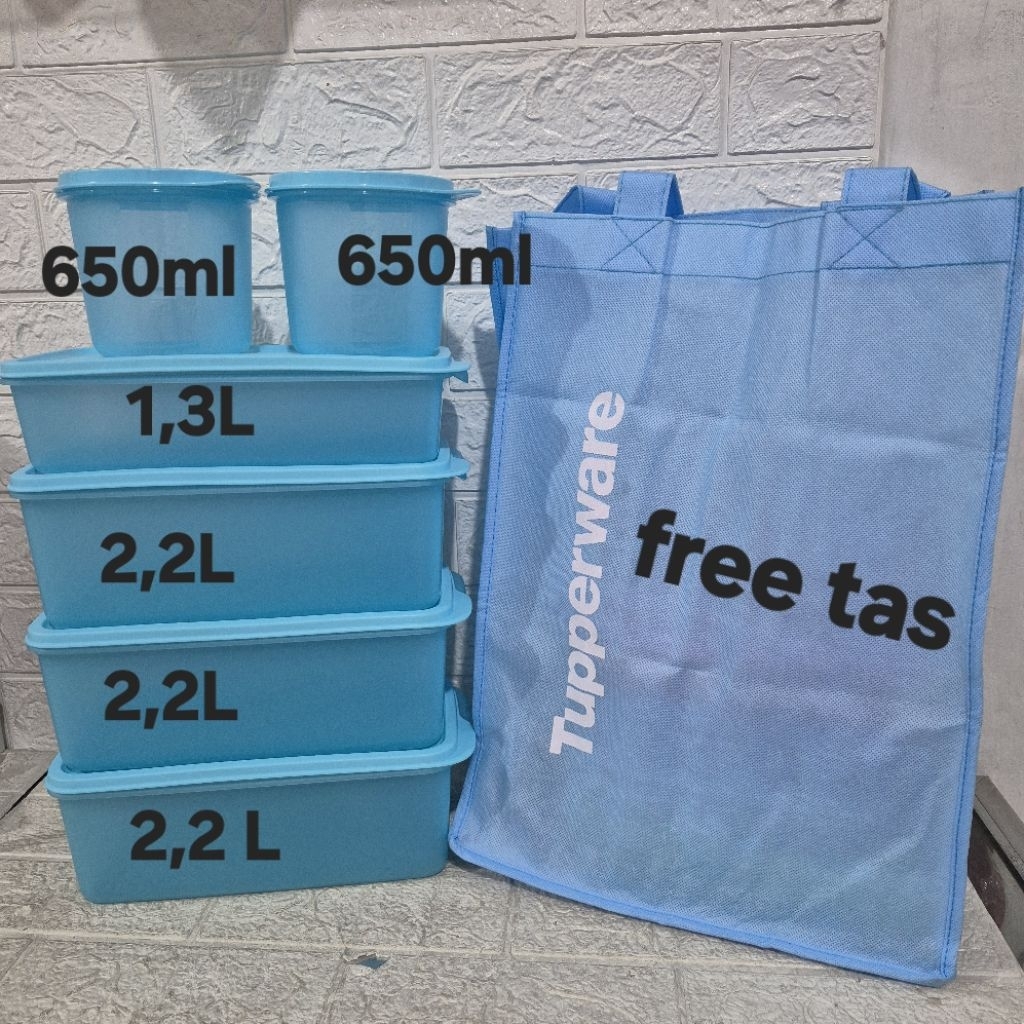 650ml
650ml
1,3L
2,2L
2,2L
2,2 L
Tupperware
free tas